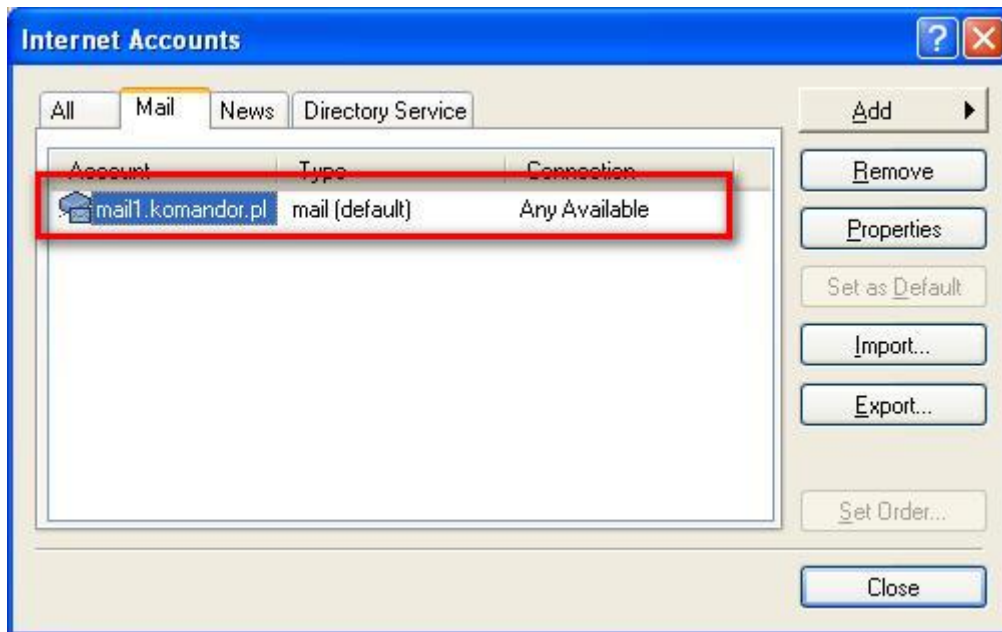 Internet Accounts
All Mail News Directory Service
Account Type Connection
mail1.komandor.pl mail (default) Any Available
Add
Remove
Properties
Set as Default
Import...
Export...
Set Order...
Close